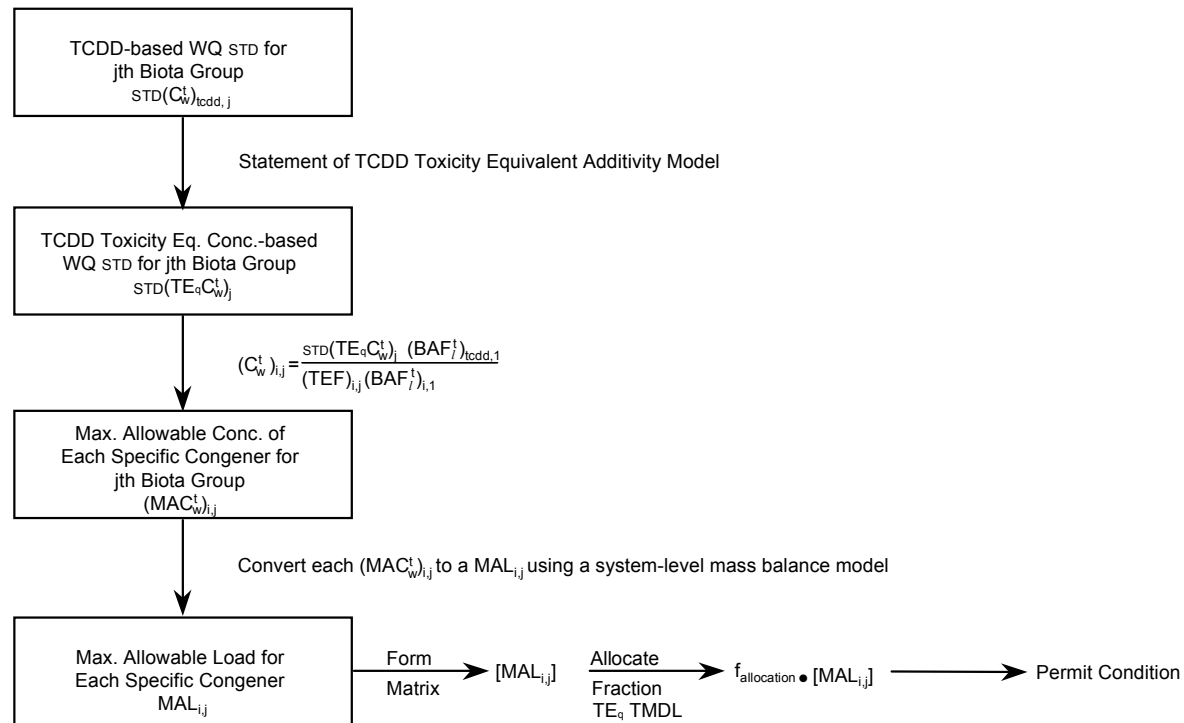 TCDD-based WQ STD for
jth Biota Group
STD(C_w^t)_tcdd, j
Statement of TCDD Toxicity Equivalent Additivity Model
TCDD Toxicity Eq. Conc.-based
WQ STD for jth Biota Group
STD(TE_qC_w^t)_j
(C_w^t)_i,j = STD(TE_qC_w^t)_j (BAF_l^t)_tcdd,1
(TEF)_i,j (BAF_l^t)_i,1
Max. Allowable Conc. of
Each Specific Congener for
jth Biota Group
(MAC_w^t)_i,j
Convert each (MAC_w^t)_i,j to a MAL_i,j using a system-level mass balance model
Max. Allowable Load for
Each Specific Congener
MAL_i,j
Form
Matrix
[MAL_i,j]
Allocate
Fraction
TE_q TMDL
f_allocation • [MAL_i,j]
Permit Condition